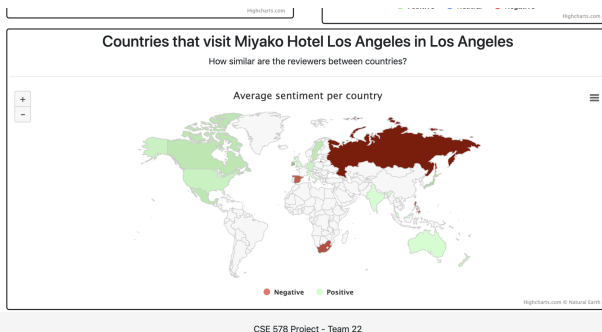 Highcharts.com
Positive Neutral Negative
Highcharts.com
Countries that visit Miyako Hotel Los Angeles in Los Angeles
How similar are the reviewers between countries?
Average sentiment per country
+
-
Negative Positive
Highcharts.com © Natural Earth
CSE 578 Project - Team 22